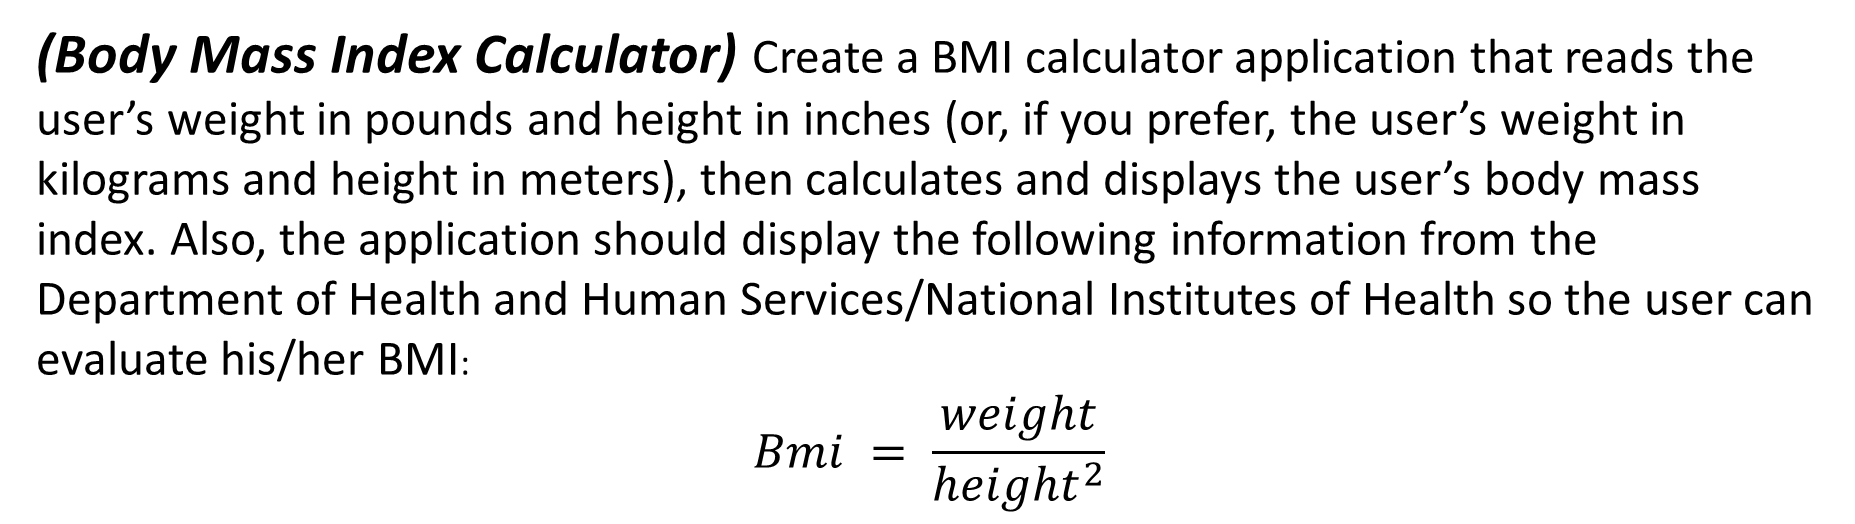 (Body Mass Index Calculator) Create a BMI calculator application that reads the
user’s weight in pounds and height in inches (or, if you prefer, the user’s weight in
kilograms and height in meters), then calculates and displays the user’s body mass
index. Also, the application should display the following information from the
Department of Health and Human Services/National Institutes of Health so the user can
evaluate his/her BMI:
weight
Bmi =
height²